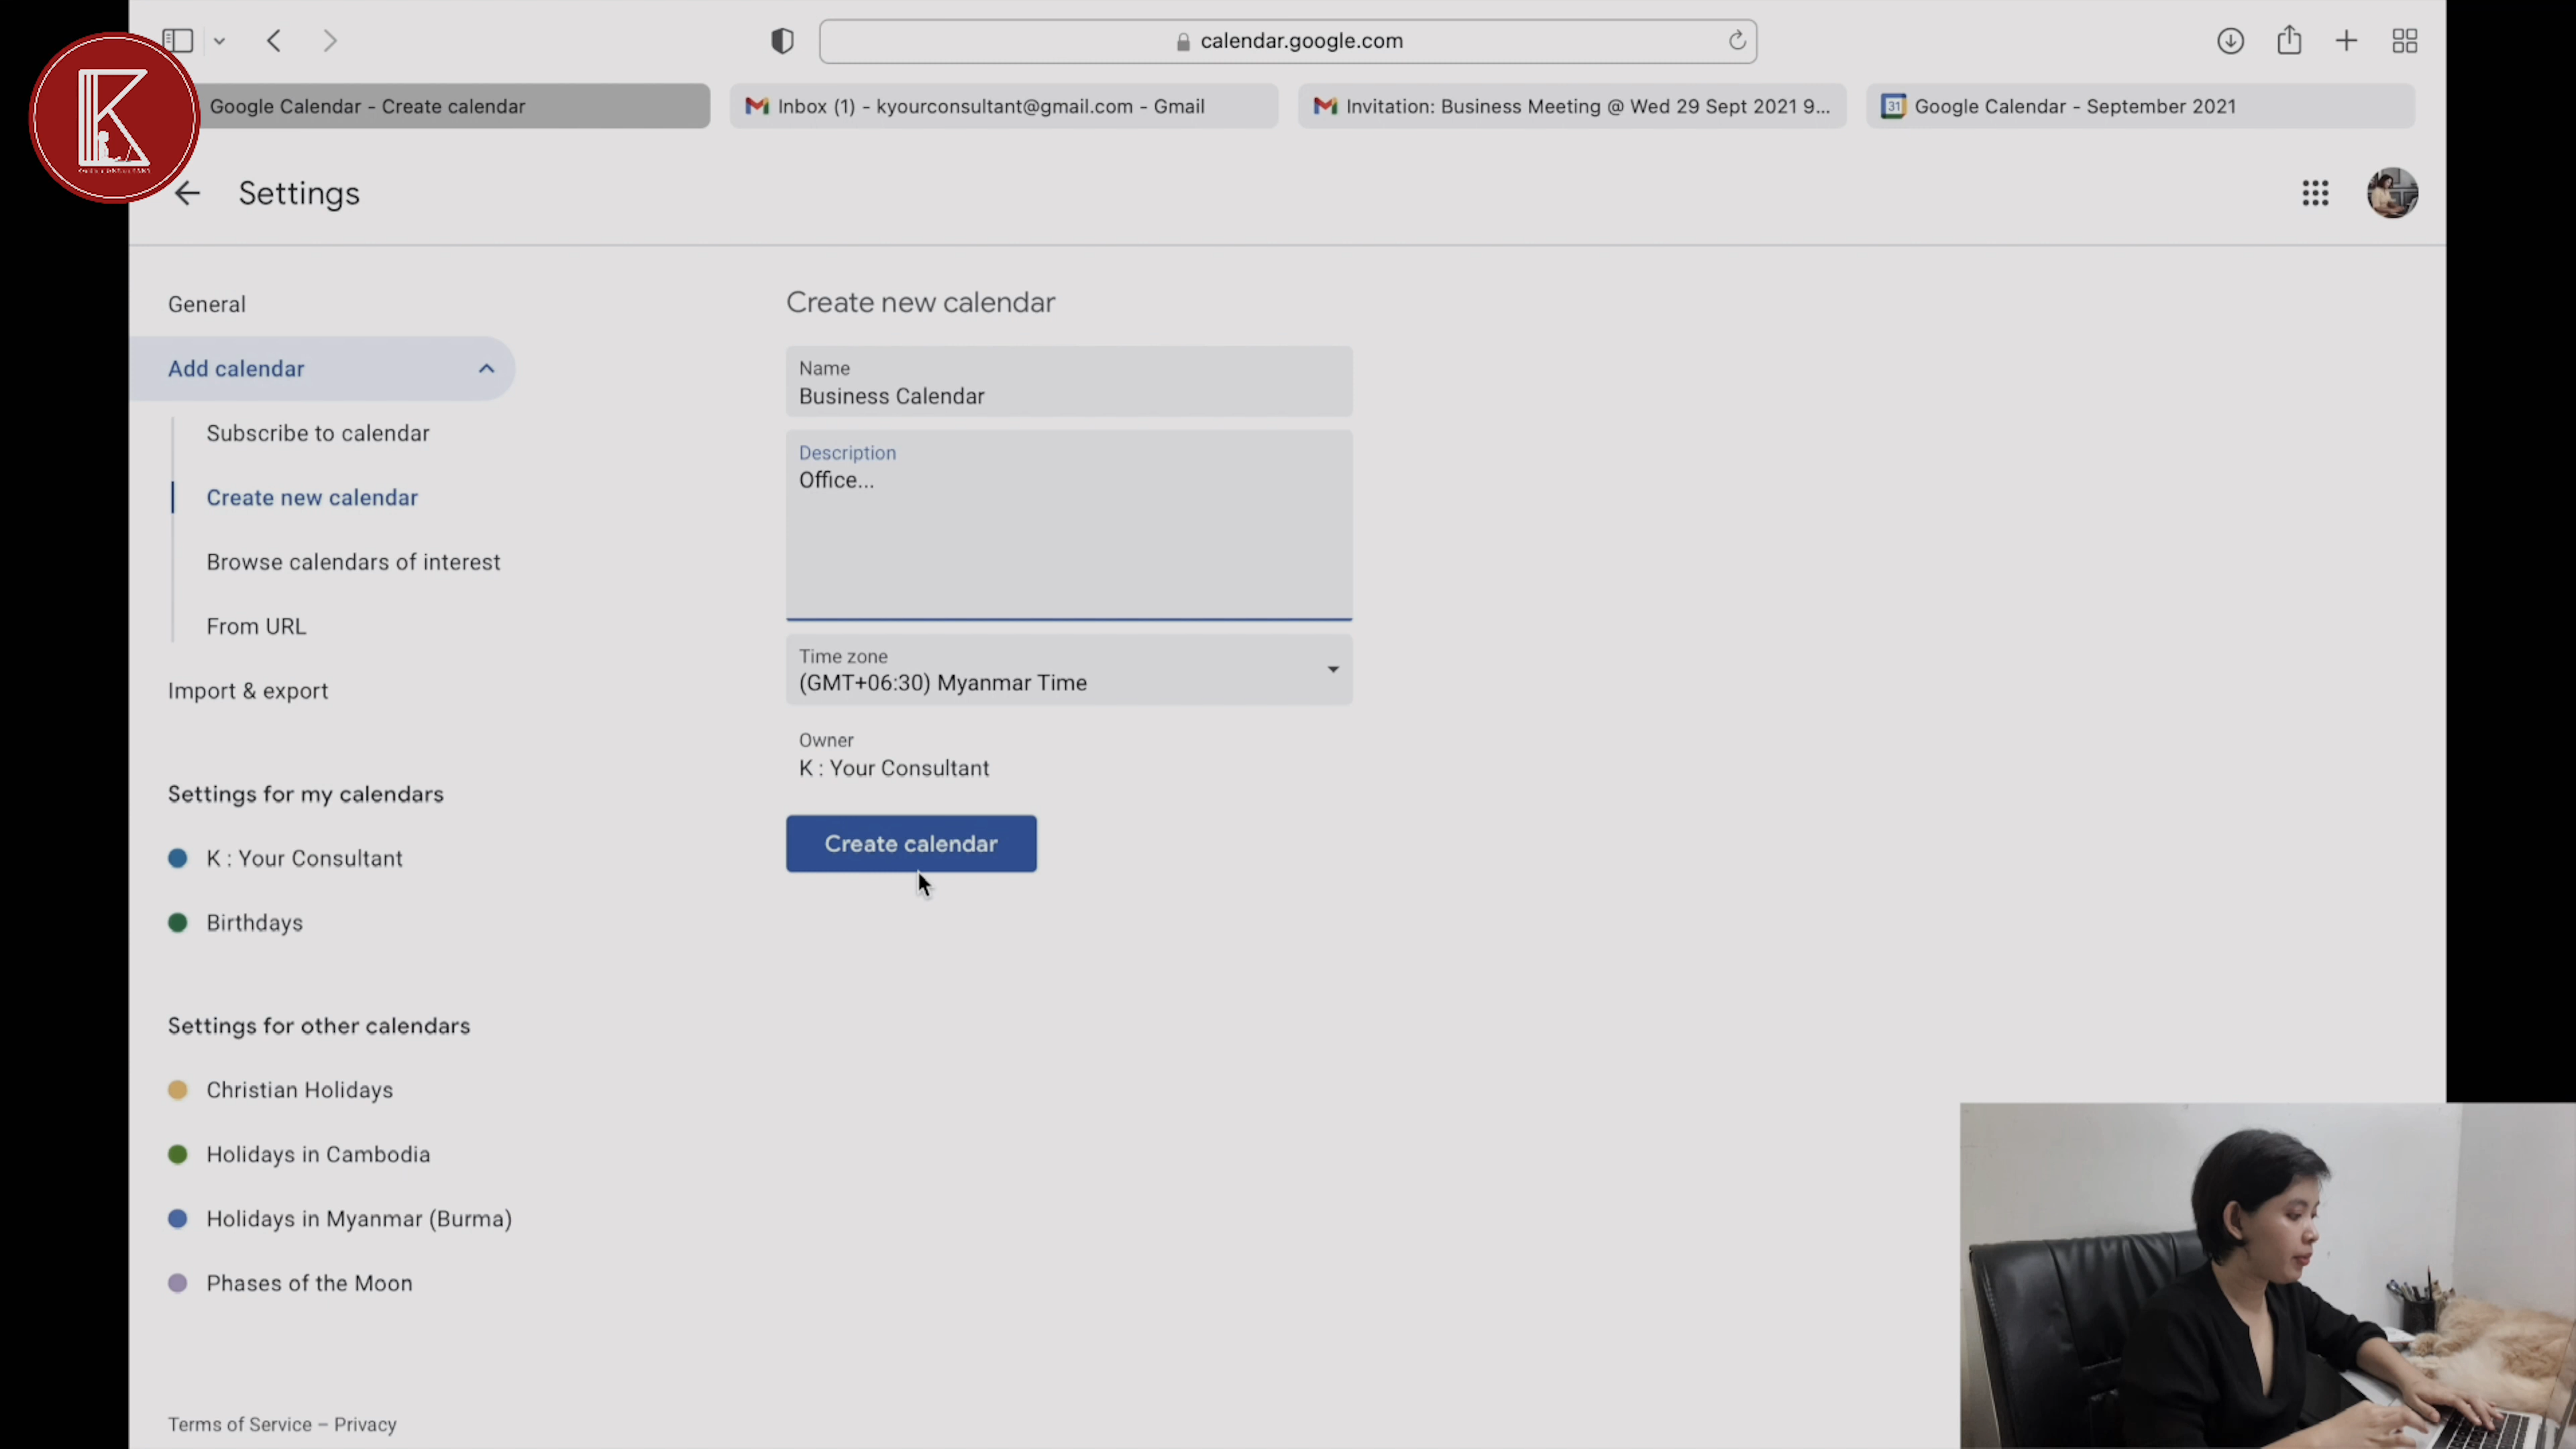 calendar.google.com
Google Calendar - Create calendar
Inbox (1) - kyourconsultant@gmail.com - Gmail
Invitation: Business Meeting @ Wed 29 Sept 2021 9...
31
Google Calendar - September 2021
K
Settings
General
Add calendar
Subscribe to calendar
Create new calendar
Browse calendars of interest
From URL
Import & export
Settings for my calendars
K : Your Consultant
Birthdays
Settings for other calendars
Christian Holidays
Holidays in Cambodia
Holidays in Myanmar (Burma)
Phases of the Moon
Terms of Service – Privacy
Create new calendar
Name
Business Calendar
Description
Office...
Time zone
(GMT+06:30) Myanmar Time
Owner
K : Your Consultant
Create calendar